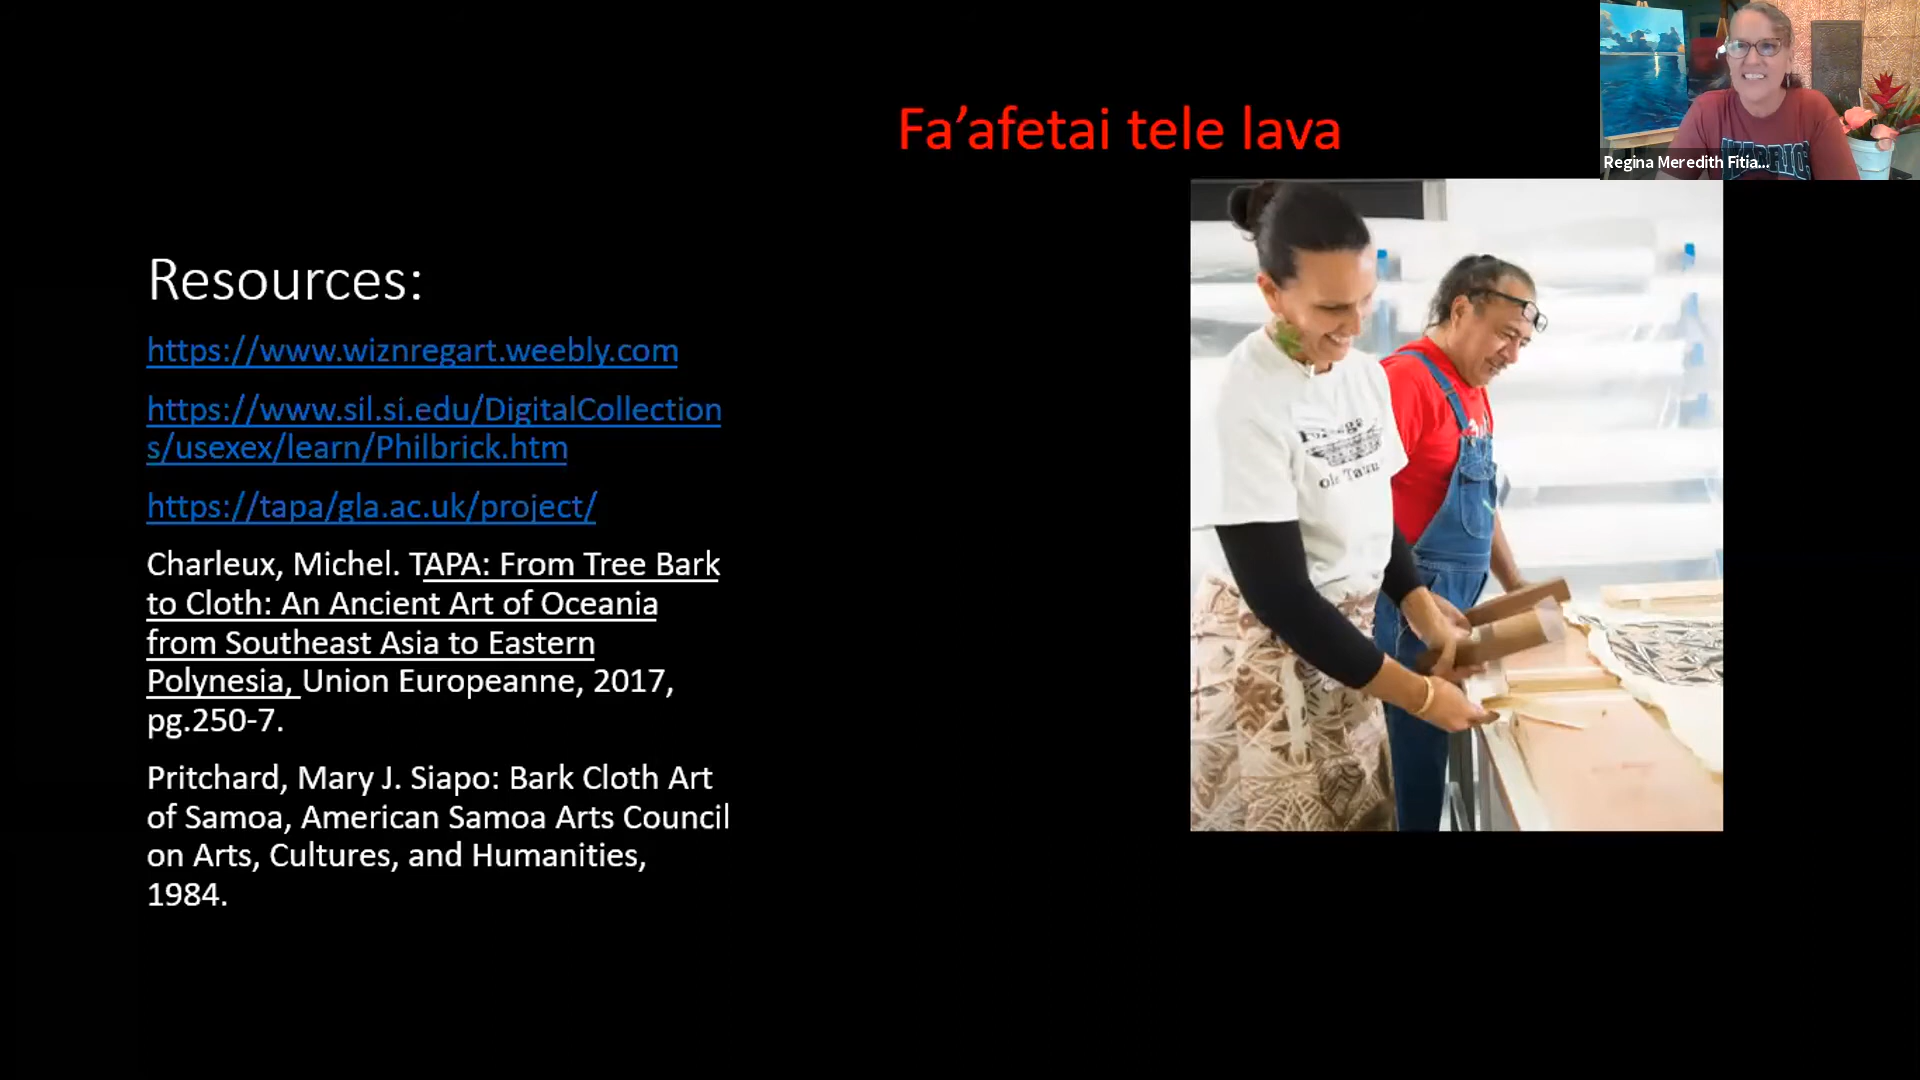 Fa’afetai tele lava
Regina Meredith Fitia...
Resources:
https://www.wiznregart.weebly.com
https://www.sil.si.edu/DigitalCollection
s/usexex/learn/Philbrick.htm
https://tapa/gla.ac.uk/project/
Charleux, Michel. TAPA: From Tree Bark
to Cloth: An Ancient Art of Oceania
from Southeast Asia to Eastern
Polynesia, Union Europeanne, 2017,
pg.250-7.
Pritchard, Mary J. Siapo: Bark Cloth Art
of Samoa, American Samoa Arts Council
on Arts, Cultures, and Humanities,
1984.